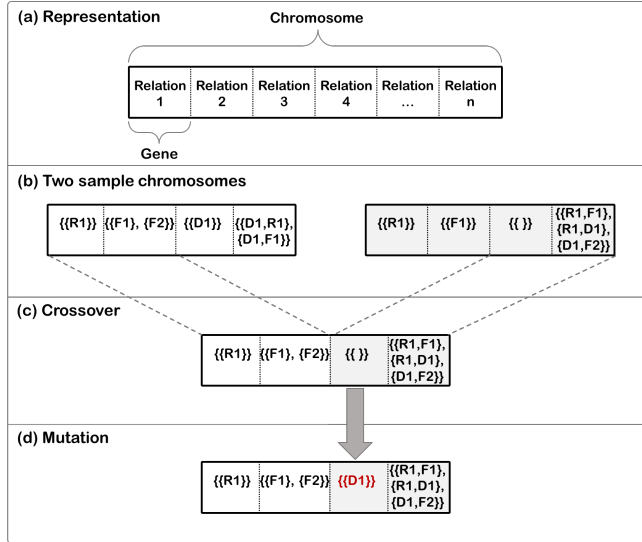 (a) Representation
Chromosome
Relation 1
Relation 2
Relation 3
Relation 4
Relation ...
Relation n
Gene
(b) Two sample chromosomes
{{R1}}
{{F1}, {F2}}
{{D1}}
{{D1,R1},
{D1,F1}}
{{R1}}
{{F1}}
{{ }}
{{R1,F1},
{R1,D1},
{D1,F2}}
(c) Crossover
{{R1}}
{{F1}, {F2}}
{{ }}
{{R1,F1},
{R1,D1},
{D1,F2}}
(d) Mutation
{{R1}}
{{F1}, {F2}}
{{D1}}
{{R1,F1},
{R1,D1},
{D1,F2}}